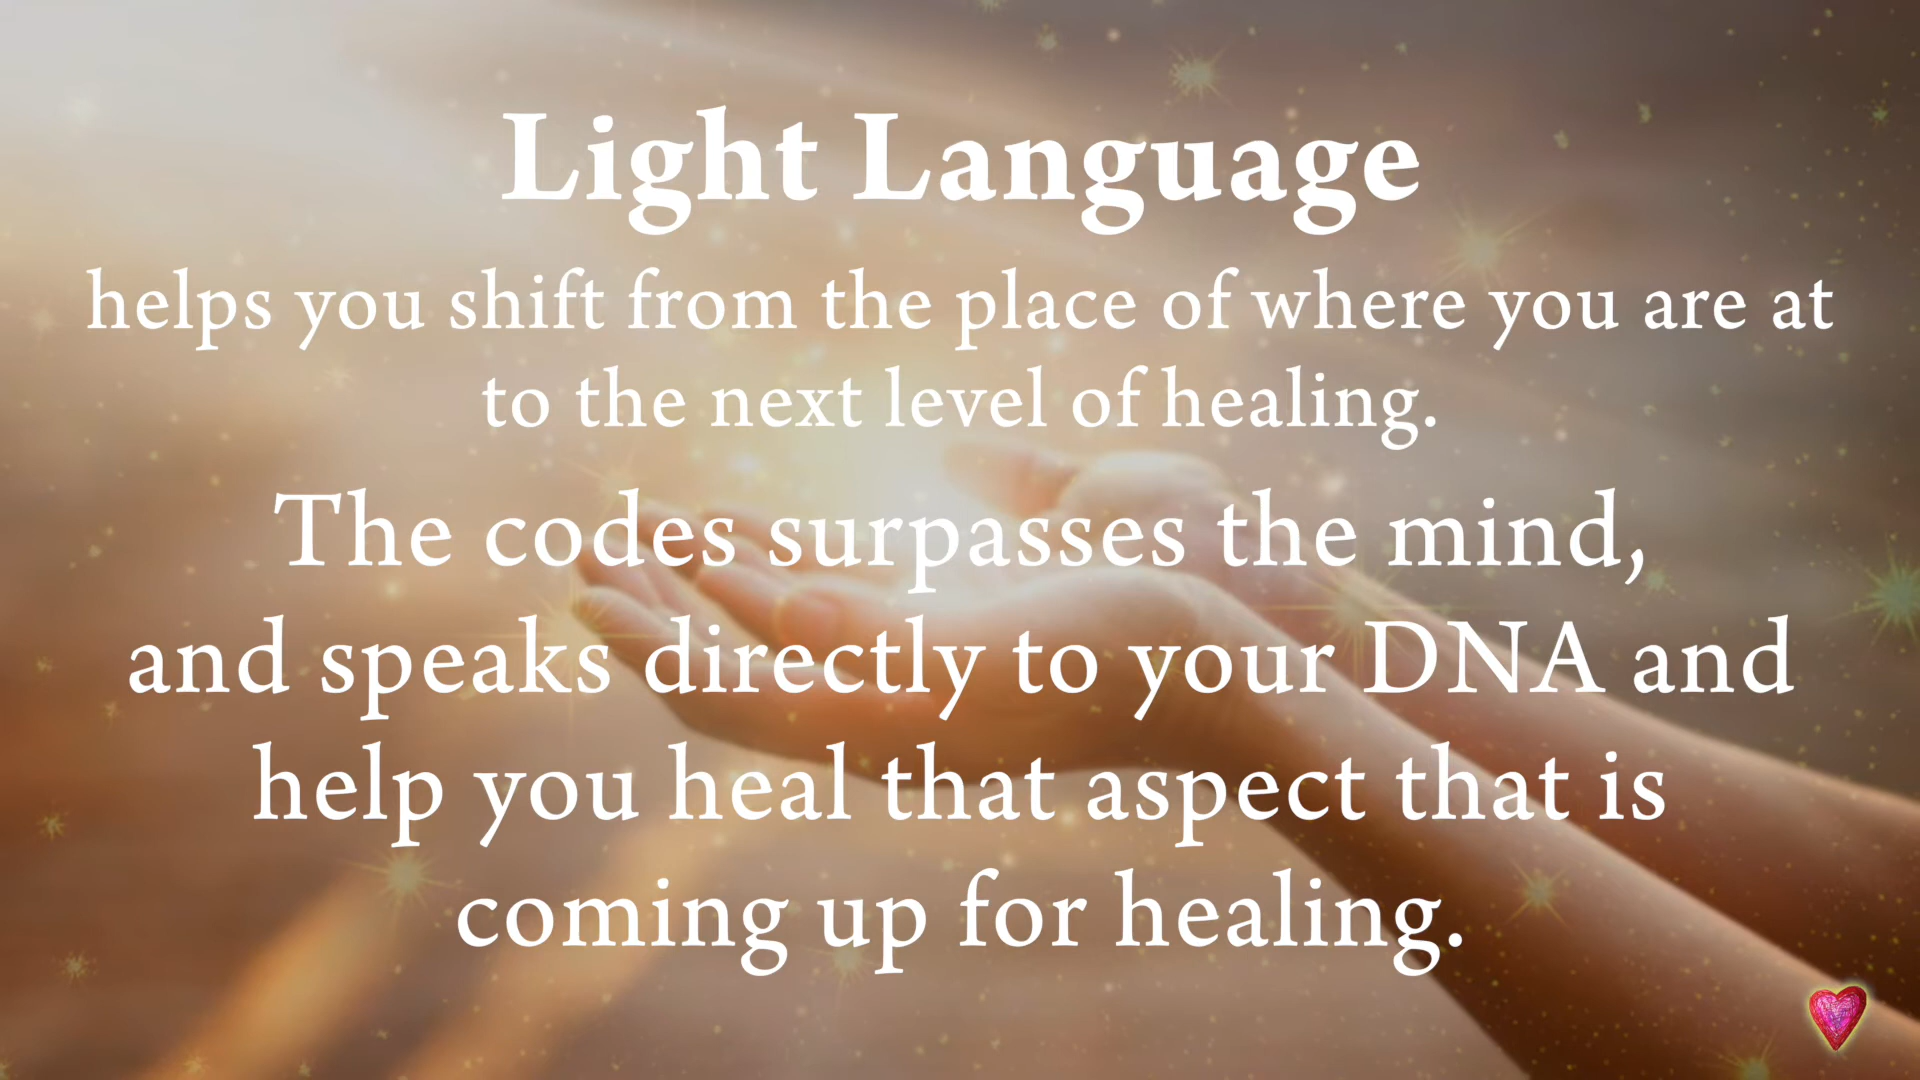 Light Language
helps you shift from the place of where you are at
to the next level of healing.
The codes surpasses the mind,
and speaks directly to your DNA and
help you heal that aspect that is
coming up for healing.